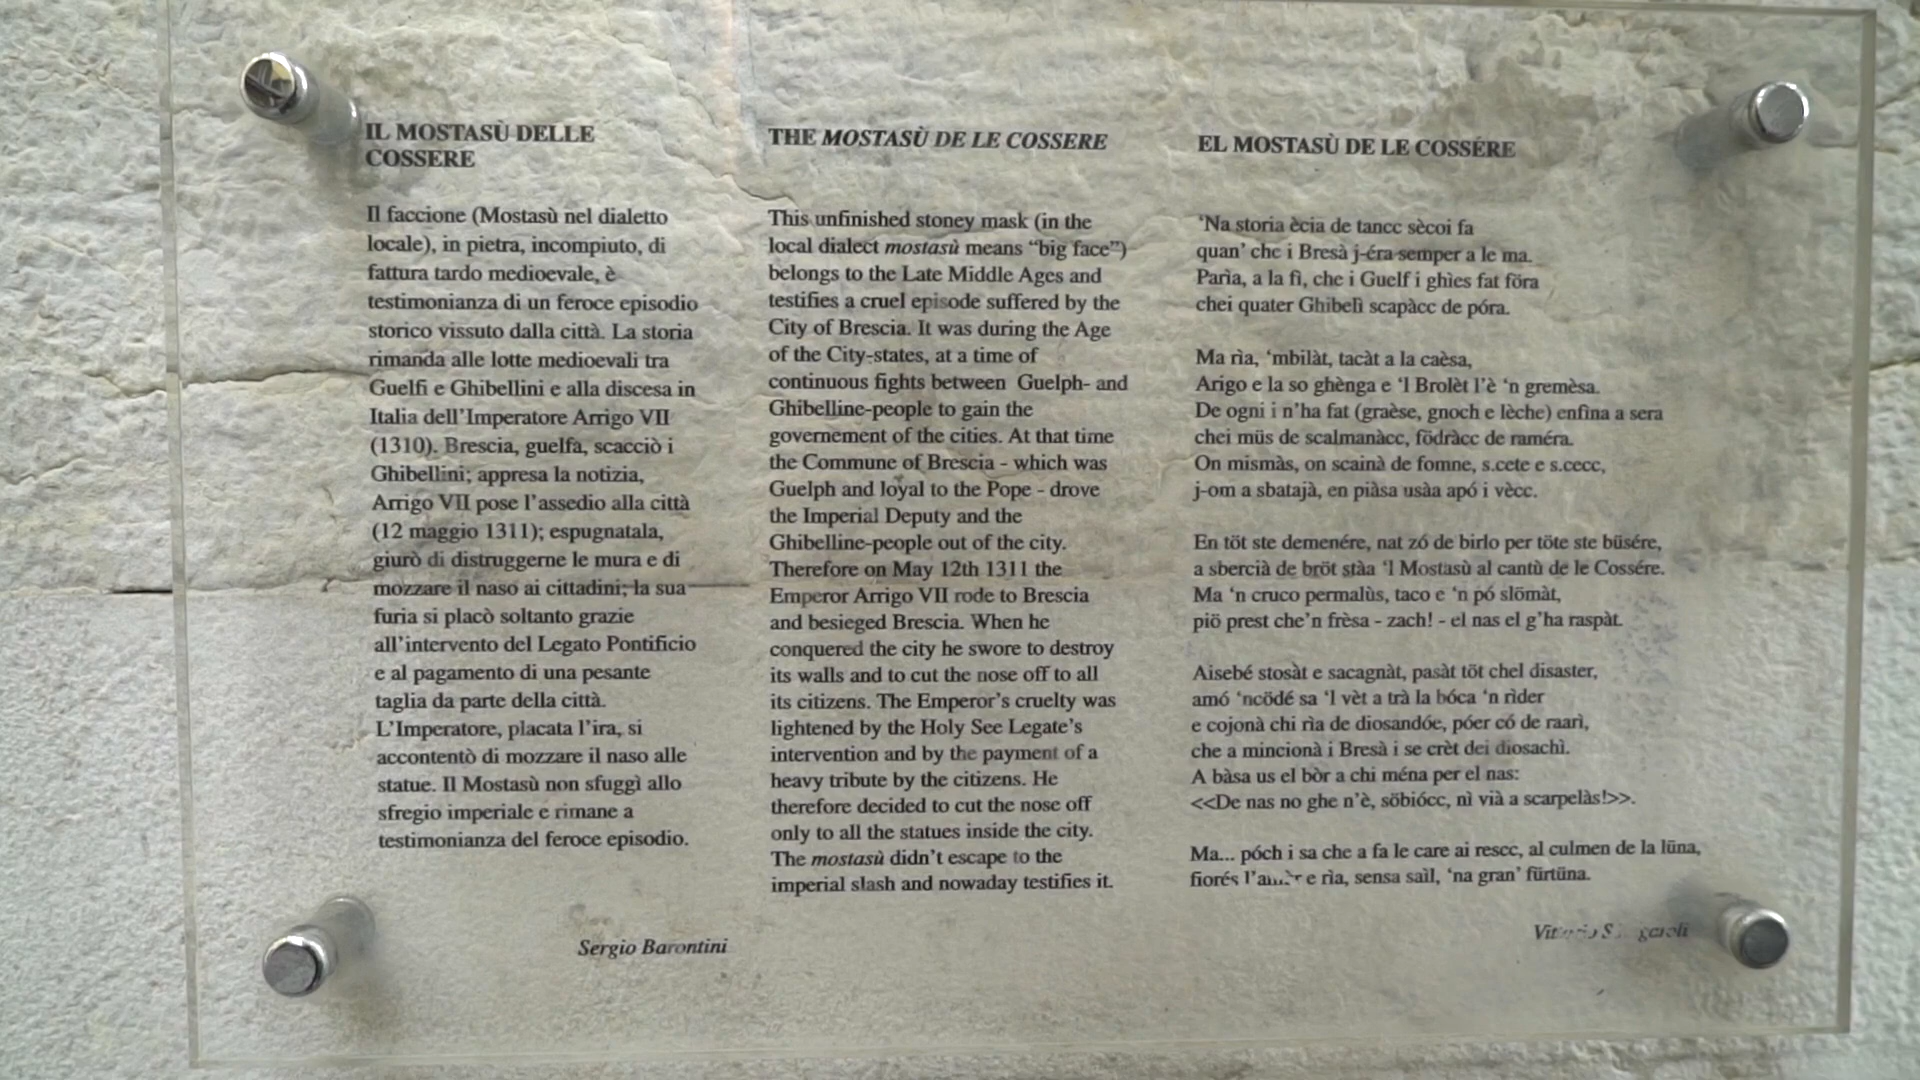 IL MOSTASÙ DELLE
COSSERE
Il faccione (Mostasù nel dialetto
locale), in pietra, incompiuto, di
fattura tardo medioevale, è
testimonianza di un feroce episodio
storico vissuto dalla città. La storia
rimanda alle lotte medioevali tra
Guelfi e Ghibellini e alla discesa in
Italia dell'Imperatore Arrigo VII
(1310). Brescia, guelfa, scacciò i
Ghibellini; appresa la notizia,
Arrigo VII pose l'assedio alla città
(12 maggio 1311); espugnatala,
giurò di distruggerne le mura e di
mozzare il naso ai cittadini; la sua
furia si placò soltanto grazie
all'intervento del Legato Pontificio
e al pagamento di una pesante
taglia da parte della città.
L'Imperatore, placata l'ira, si
accontentò di mozzare il naso alle
statue. Il Mostasù non sfuggì allo
sfregio imperiale e rimane a
testimonianza del feroce episodio.
Sergio Barontini
THE MOSTASÙ DE LE COSSERE
This unfinished stoney mask (in the
local dialect mostasù means “big face”)
belongs to the Late Middle Ages and
testifies a cruel episode suffered by the
City of Brescia. It was during the Age
of the City-states, at a time of
continuous fights between Guelph- and
Ghibelline-people to gain the
governement of the cities. At that time
the Commune of Brescia - which was
Guelph and loyal to the Pope - drove
the Imperial Deputy and the
Ghibelline-people out of the city.
Therefore on May 12th 1311 the
Emperor Arrigo VII rode to Brescia
and besieged Brescia. When he
conquered the city he swore to destroy
its walls and to cut the nose off to all
its citizens. The Emperor's cruelty was
lightened by the Holy See Legate's
intervention and by the payment of a
heavy tribute by the citizens. He
therefore decided to cut the nose off
only to all the statues inside the city.
The mostasù didn't escape to the
imperial slash and nowaday testifies it.
EL MOSTASÙ DE LE COSSÉRE
‘Na storia ècia de tancc sècoi fa
quan' che i Bresà j-éra semper a le ma.
Parìa, a la fì, che i Guelf i ghìes fat föra
chei quater Ghibelì scapàcc de póra.
Ma rìa, ‘mbilàt, tacàt a la caèsa,
Arigo e la so ghènga e ‘l Brolèt l'è ‘n gremèsa.
De ogni i n'ha fat (graèse, gnoch e lèche) enfina a sera
chei müs de scalmanàcc, födràcc de raméra.
On mismàs, on scainà de fomne, s.cete e s.cecc,
j-om a sbatajà, en piàsa usàa apó i vècc.
En töt ste demenére, nat zó de birlo per töte ste büsére,
a sbercià de bröt stàa ‘l Mostasù al cantù de le Cossére.
Ma ‘n cruco permalùs, taco e ‘n pó slömàt,
piö prest che'n frèsa - zach! - el nas el g'ha raspàt.
Aisebé stosàt e sacagnàt, pasàt töt chel disaster,
amó ‘ncödé sa ‘l vèt a trà la bóca ‘n rìder
e cojonà chi rìa de diosandóe, póer có de raarì,
che a mincionà i Bresà i se crèt dei diosachì.
A bàsa us el bòr a chi ména per el nas:
<<De nas no ghe n'è, söbiócc, nì vià a scarpelàs!>>.
Ma... póch i sa che a fa le care ai rescc, al culmen de la lüna,
fiorés e rìa, sensa saìl, ‘na gran' fürtüna.